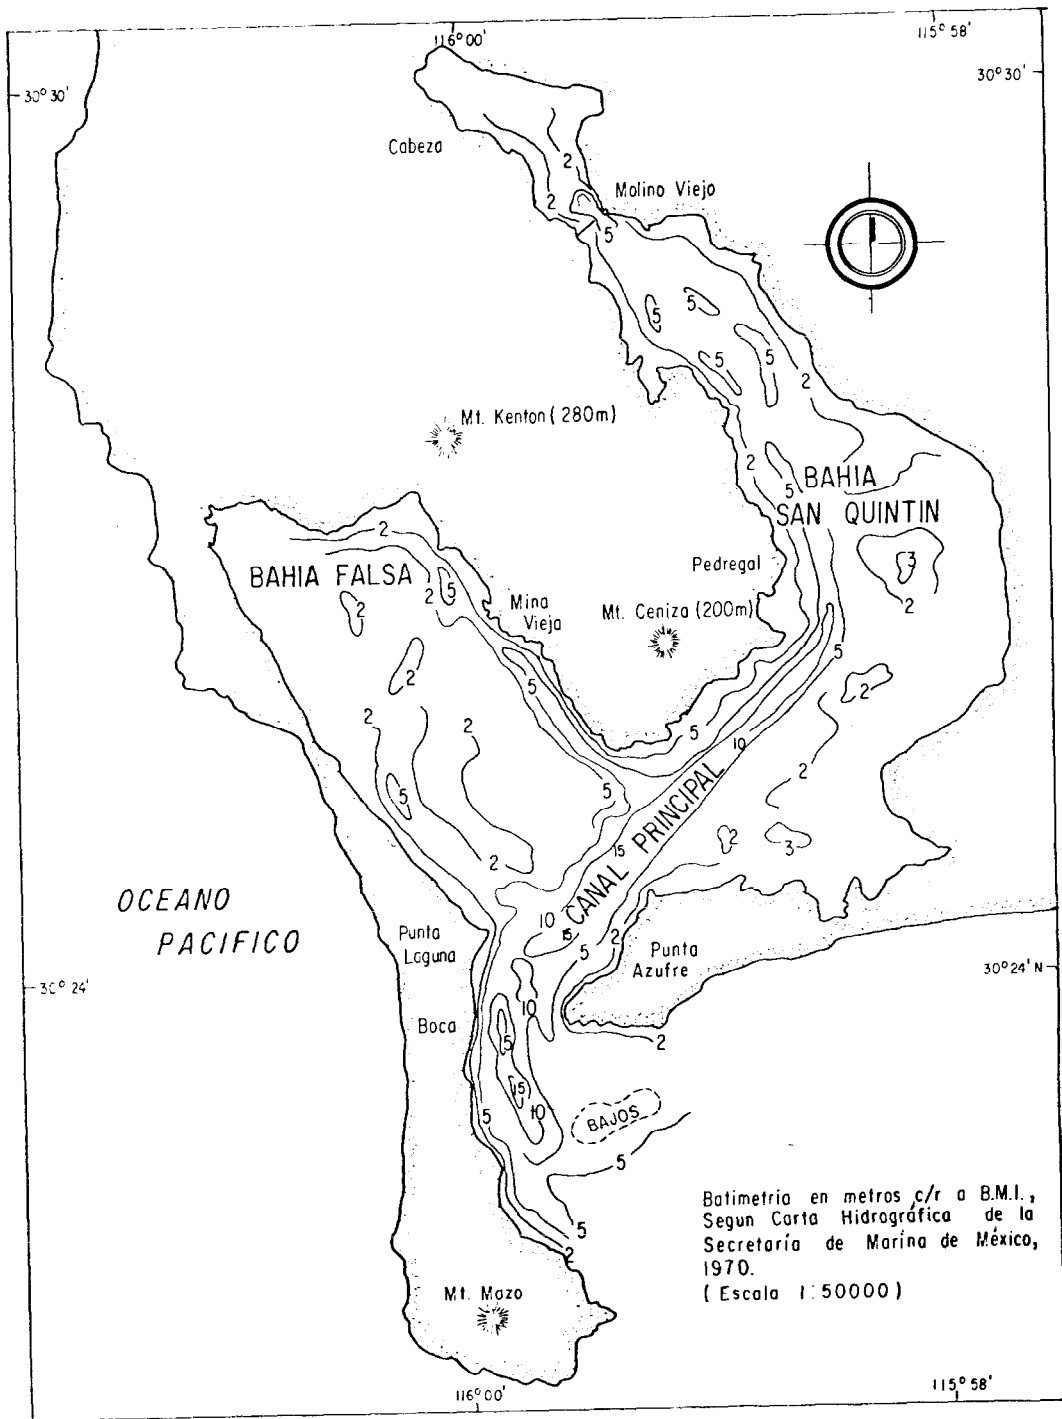 116° 00'
115° 58'
30° 30'
30° 30'
Cabeza
2
2
Molino Viejo
5
5
5
5
5
2
Mt. Kenton (280m)
2
5
BAHIA
SAN QUINTIN
2
BAHIA FALSA
2
5
2
Mina
Vieja
Pedregal
Mt. Ceniza (200m)
3
2
5
5
2
2
2
2
5
10
2
5
5
15
CANAL PRINCIPAL
2
3
2
10
15
5
2
OCEANO
PACIFICO
Punta
Laguna
Punta
Azufre
30° 24'
30° 24' N
10
Boca
15
2
15
10
5
BAJOS
5
5
2
Batimetria en metros c/r a B.M.I.,
Segun Carta Hidrográfica de la
Secretaría de Marina de México,
1970.
( Escala 1:50000 )
Mt. Mazo
116° 00'
115° 58'